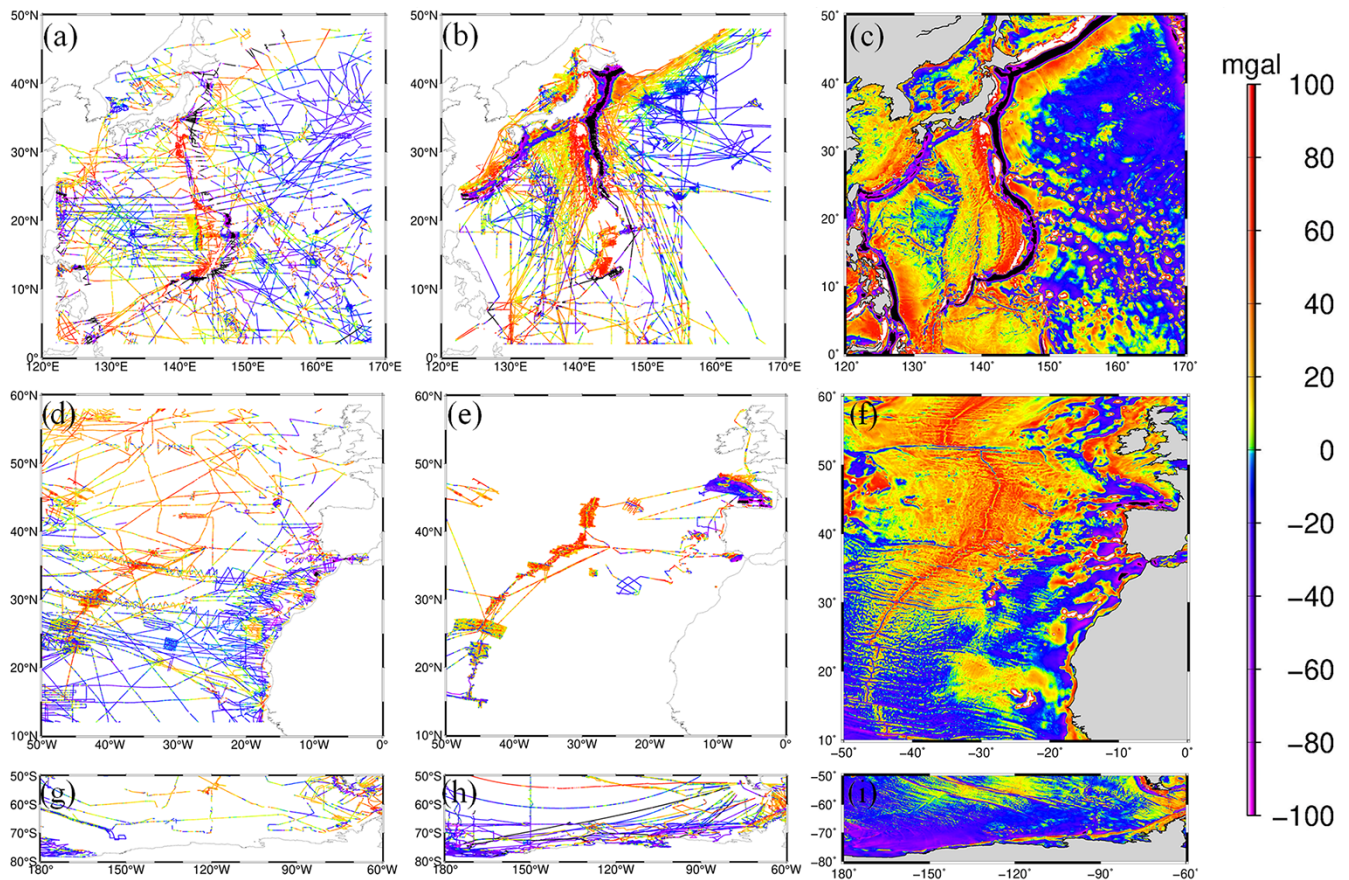 (a)
50°N
40°N
30°N
20°N
10°N
0°
120°E 130°E 140°E 150°E 160°E 170°E
(b)
50°N
40°N
30°N
20°N
10°N
0°
120°E 130°E 140°E 150°E 160°E 170°E
(c)
50°
40°
30°
20°
10°
0°
120° 130° 140° 150° 160° 170°
mgal
100
80
60
40
20
0
−20
−40
−60
−80
−100
(d)
60°N
50°N
40°N
30°N
20°N
10°N
50°W 40°W 30°W 20°W 10°W 0°
(e)
60°N
50°N
40°N
30°N
20°N
10°N
50°W 40°W 30°W 20°W 10°W 0°
(f)
60°
50°
40°
30°
20°
10°
−50° −40° −30° −20° −10° 0°
(g)
50°S
60°S
70°S
80°S
180°W 150°W 120°W 90°W 60°W
(h)
50°S
60°S
70°S
80°S
180°W 150°W 120°W 90°W 60°W
(i)
−50°
−60°
−70°
−80°
180° −150° −120° −90° −60°